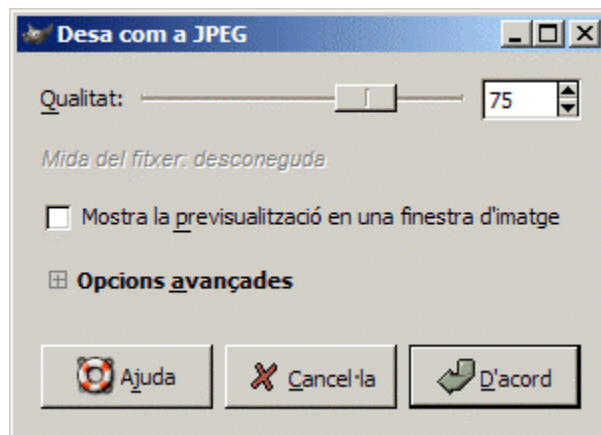 Desa com a JPEG
Qualitat: 75
Mida del fitxer: desconeguda
Mostra la previsualització en una finestra d'imatge
Opcions avançades
Ajuda Cancel·la D'acord